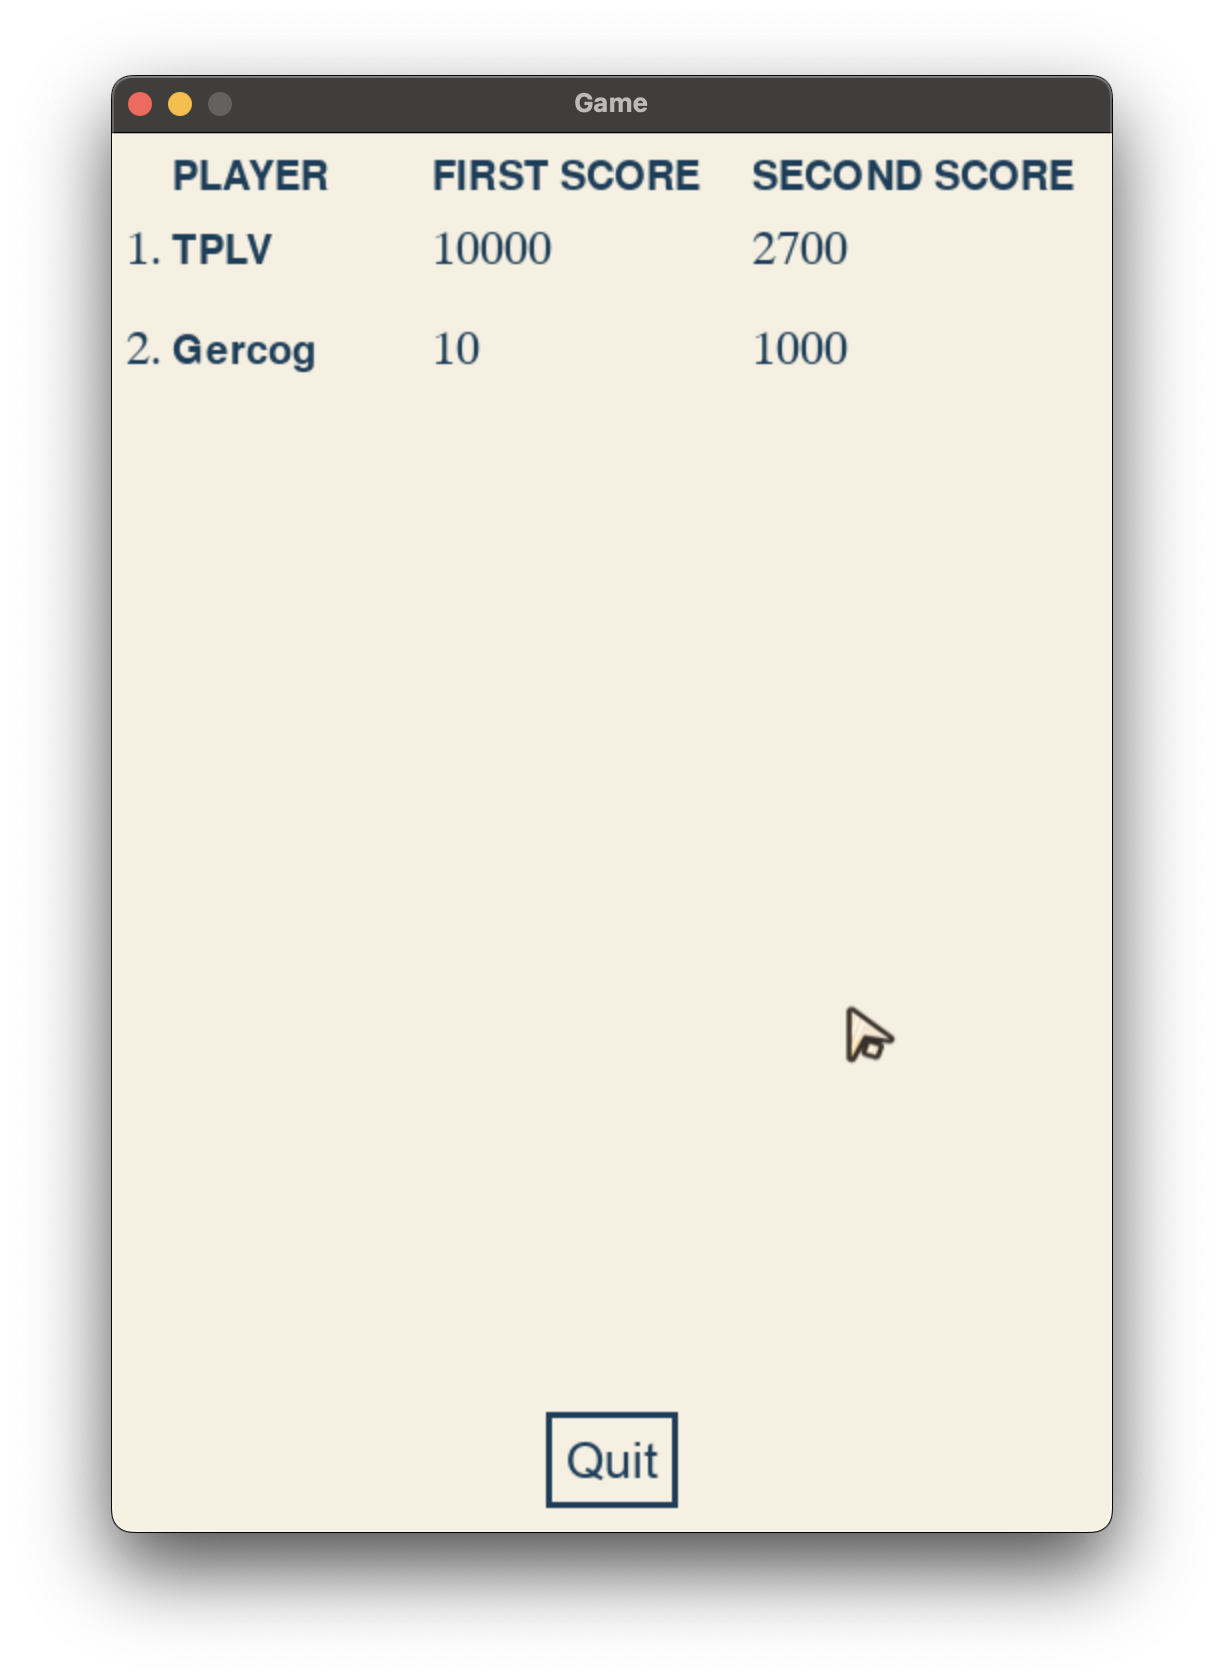 Game
PLAYER FIRST SCORE SECOND SCORE
1. TPLV 10000 2700
2. Gercog 10 1000
Quit